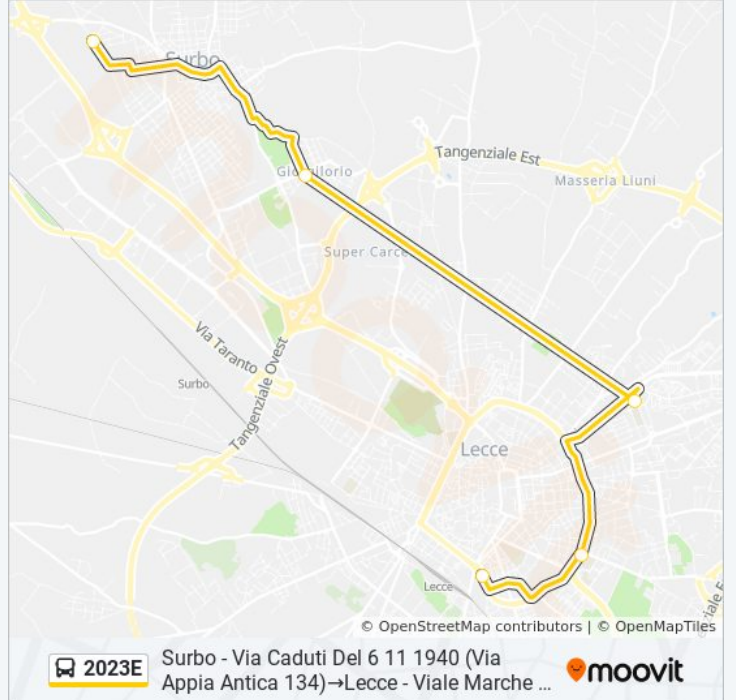 Surbo
Tangenziale Est
Giorgilorio
Masseria Liuni
Super Carce
Via Taranto
Tangenziale Ovest
Surbo
Lecce
Lecce
© OpenStreetMap contributors | © OpenMapTiles
2023E
Surbo - Via Caduti Del 6 11 1940 (Via
Appia Antica 134)→Lecce - Viale Marche ...
moovit